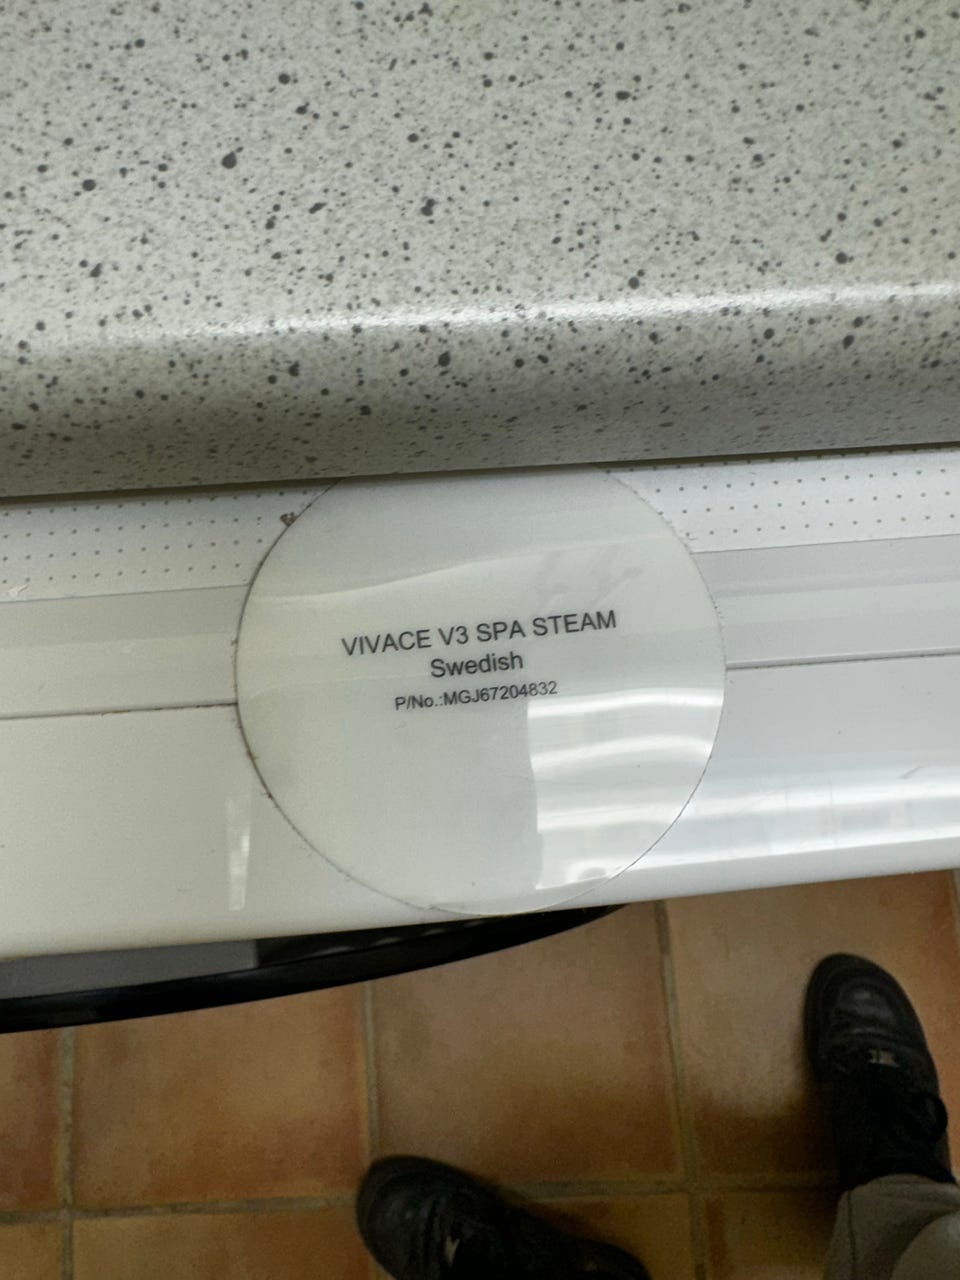 VIVACE V3 SPA STEAM
Swedish
P/No.:MGJ67204832